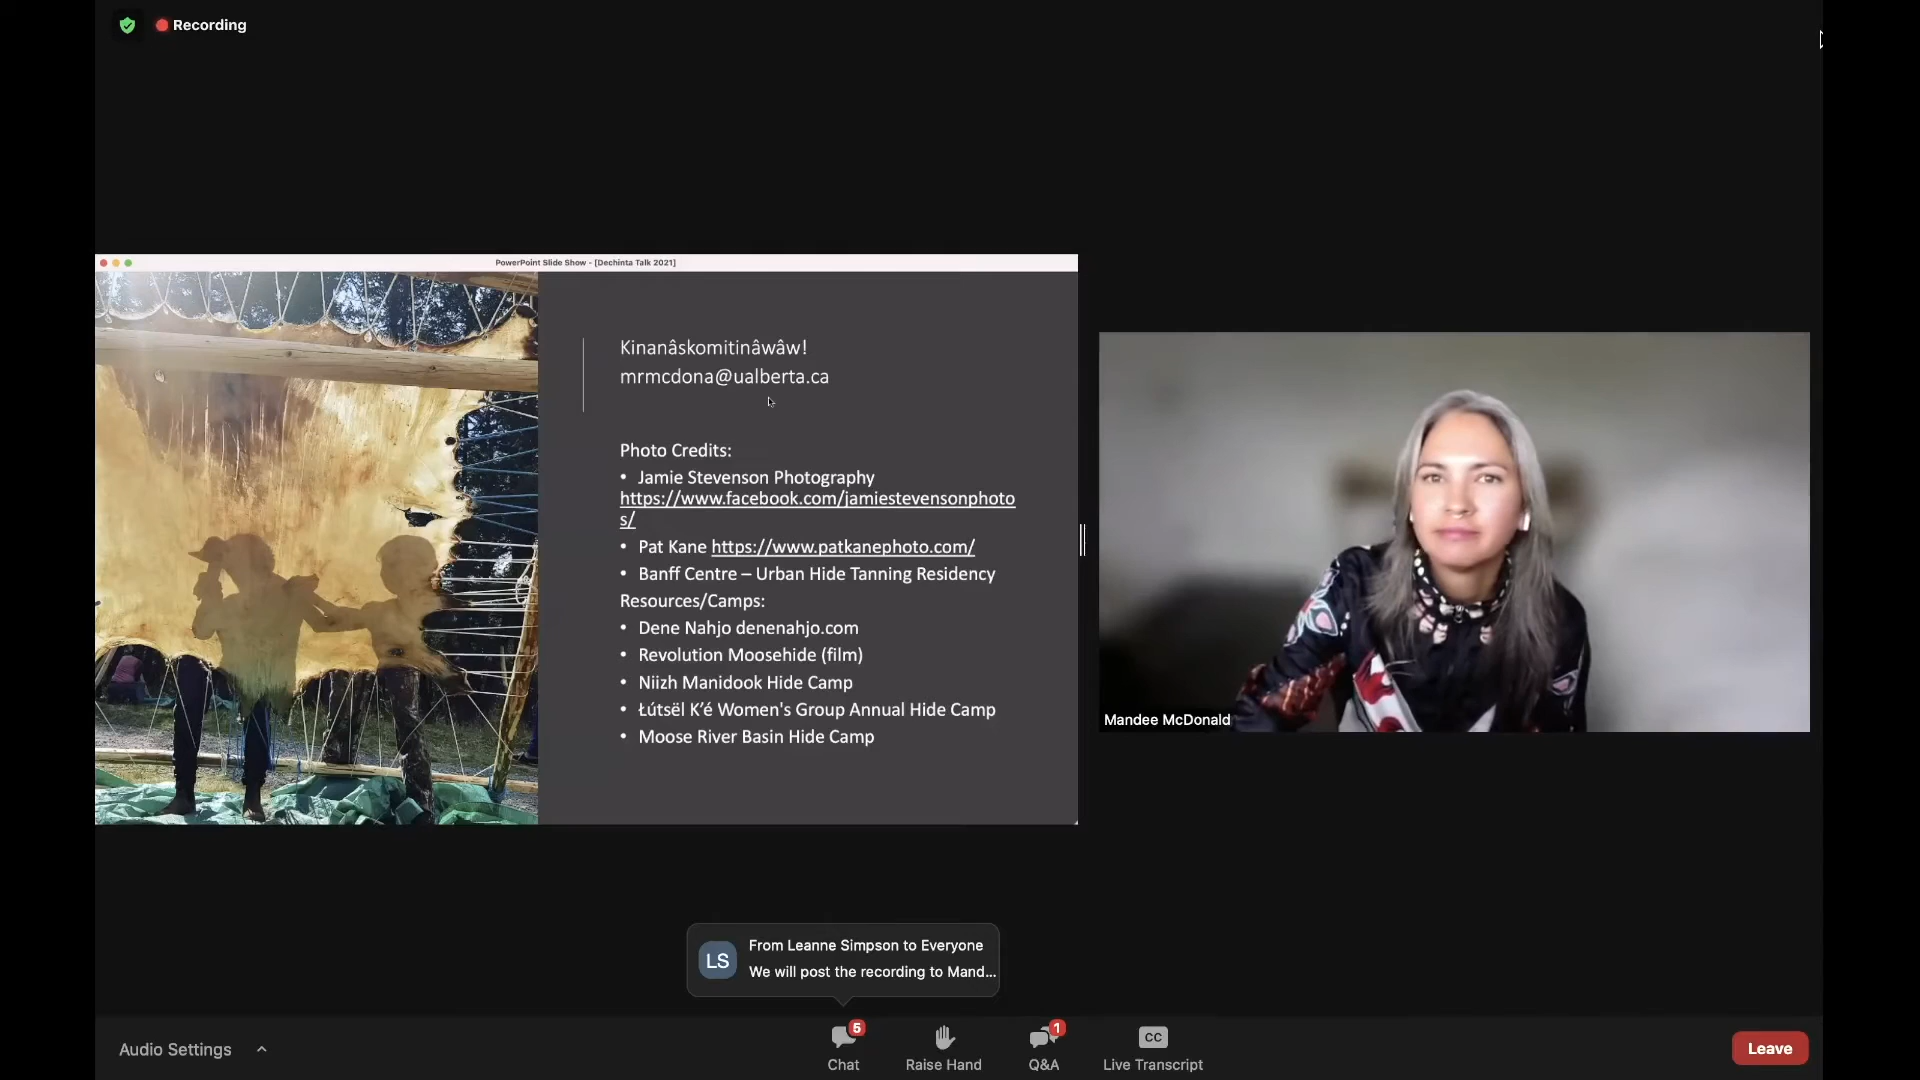 Recording
PowerPoint Slide Show - [Dechinta Talk 2021]
Kinanâskomitinâwâw!
mrmcdona@ualberta.ca
Photo Credits:
• Jamie Stevenson Photography
https://www.facebook.com/jamiestevensonphoto
s/
• Pat Kane https://www.patkanephoto.com/
• Banff Centre – Urban Hide Tanning Residency
Resources/Camps:
• Dene Nahjo denenahjo.com
• Revolution Moosehide (film)
• Niizh Manidook Hide Camp
• Łútsël K’é Women's Group Annual Hide Camp
• Moose River Basin Hide Camp
Mandee McDonald
LS
From Leanne Simpson to Everyone
We will post the recording to Mand...
Audio Settings
5
Chat
Raise Hand
1
Q&A
CC
Live Transcript
Leave